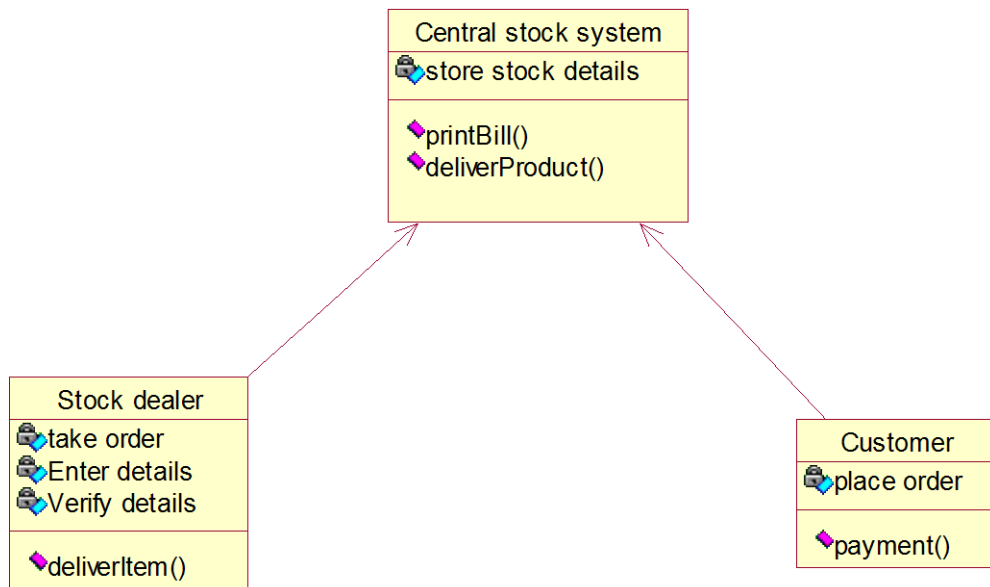 Central stock system
store stock details
printBill()
deliverProduct()
Stock dealer
take order
Enter details
Verify details
deliverItem()
Customer
place order
payment()